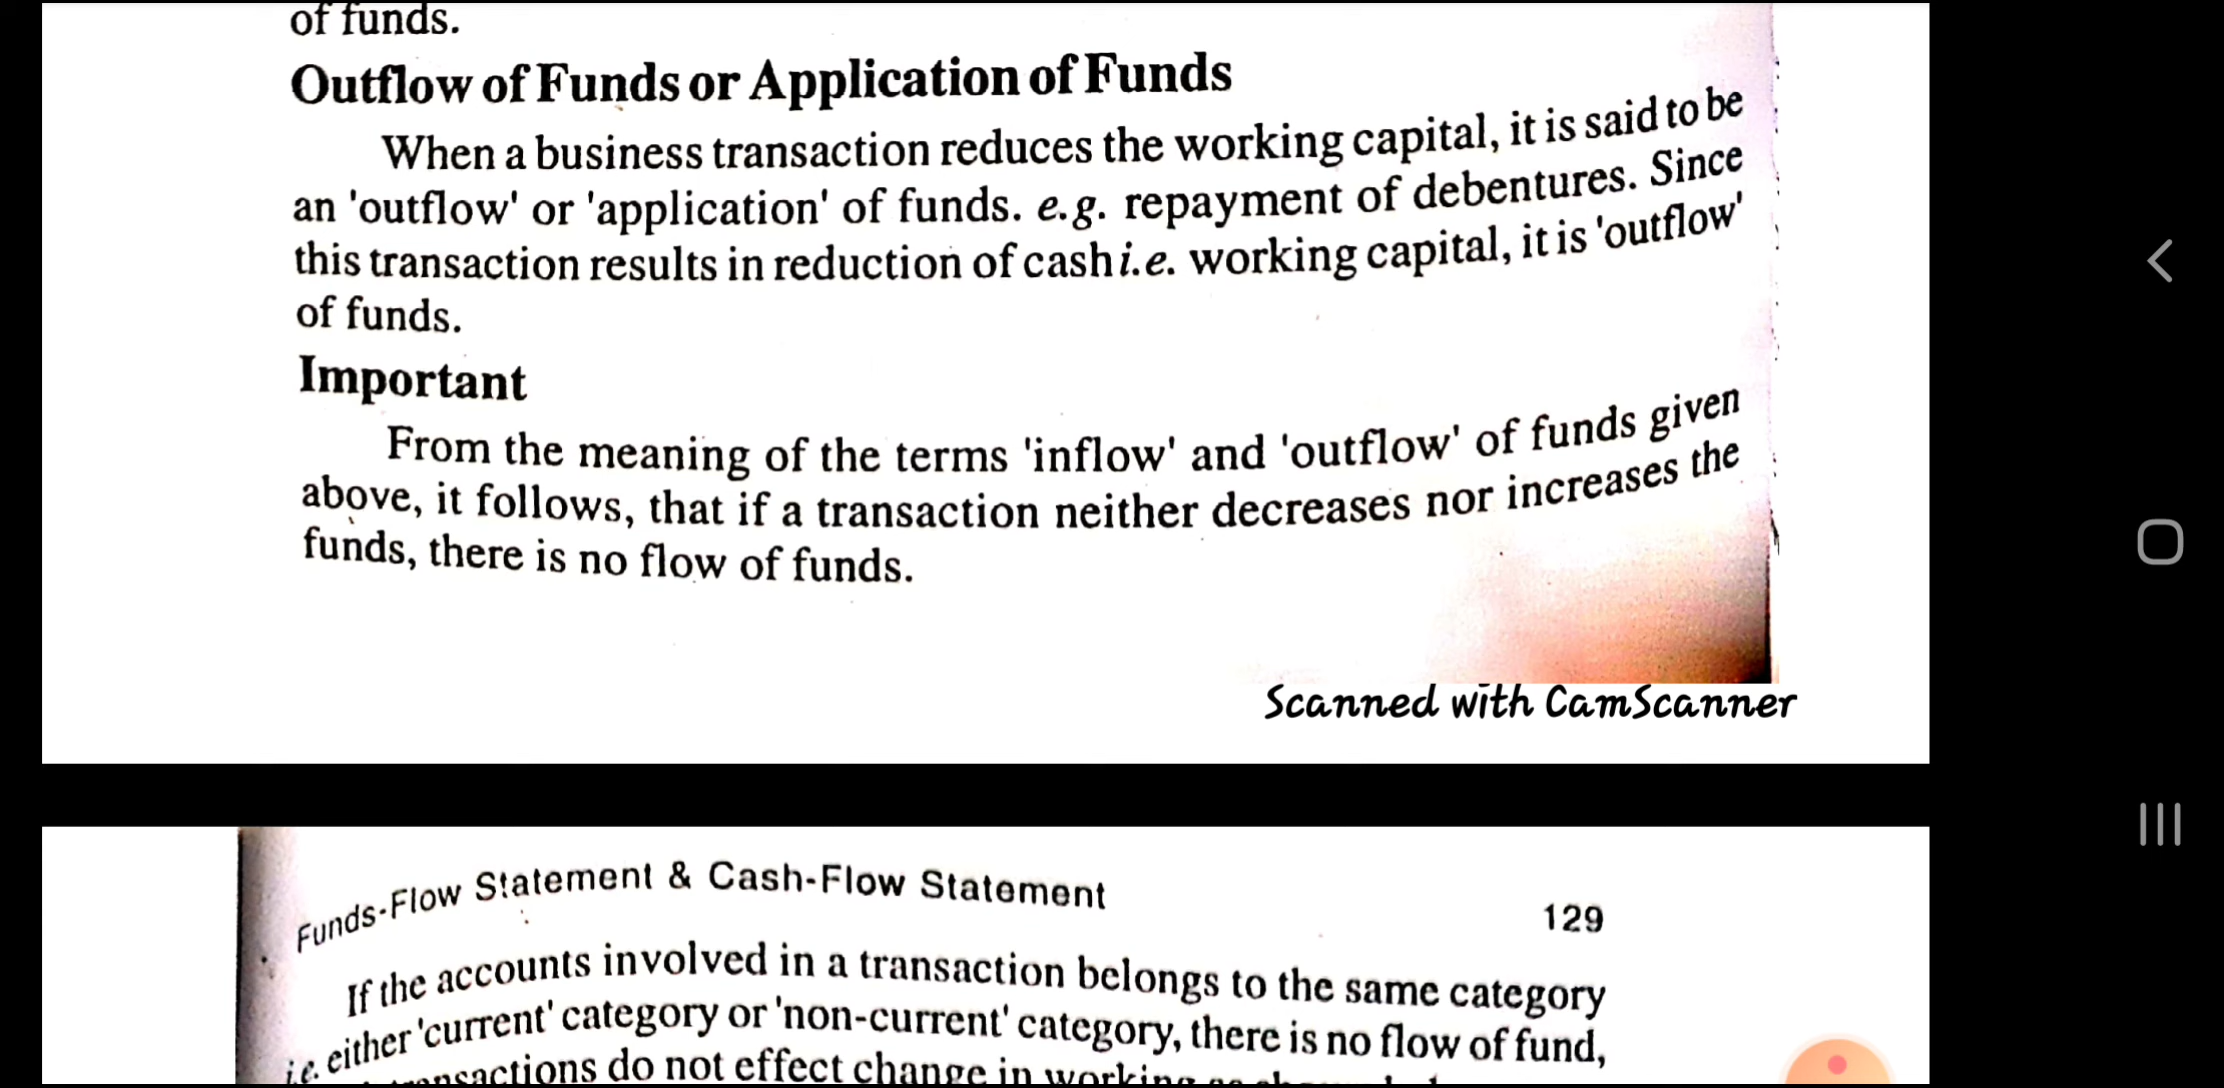 of funds.
Outflow of Funds or Application of Funds
When a business transaction reduces the working capital, it is said to be
an 'outflow' or 'application' of funds. e.g. repayment of debentures. Since
this transaction results in reduction of cash i.e. working capital, it is 'outflow'
of funds.
Important
From the meaning of the terms 'inflow' and 'outflow' of funds given
above, it follows, that if a transaction neither decreases nor increases the
funds, there is no flow of funds.
Scanned with CamScanner
Funds-Flow Statement & Cash-Flow Statement
129
If the accounts involved in a transaction belongs to the same category
i.e. either 'current' category or 'non-current' category, there is no flow of fund,
do not effect change in